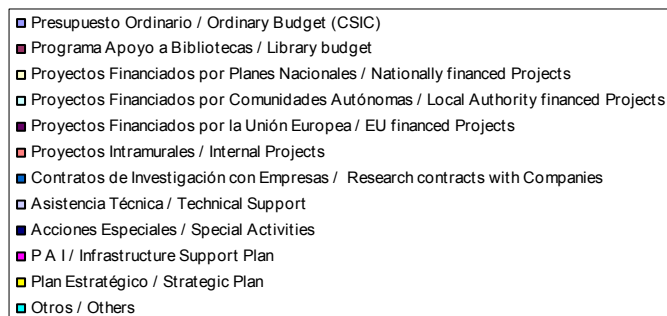 Presupuesto Ordinario / Ordinary Budget (CSIC)
Programa Apoyo a Bibliotecas / Library budget
Proyectos Financiados por Planes Nacionales / Nationally financed Projects
Proyectos Financiados por Comunidades Autónomas / Local Authority financed Projects
Proyectos Financiados por la Unión Europea / EU financed Projects
Proyectos Intramurales / Internal Projects
Contratos de Investigación con Empresas / Research contracts with Companies
Asistencia Técnica / Technical Support
Acciones Especiales / Special Activities
P A I / Infrastructure Support Plan
Plan Estratégico / Strategic Plan
Otros / Others